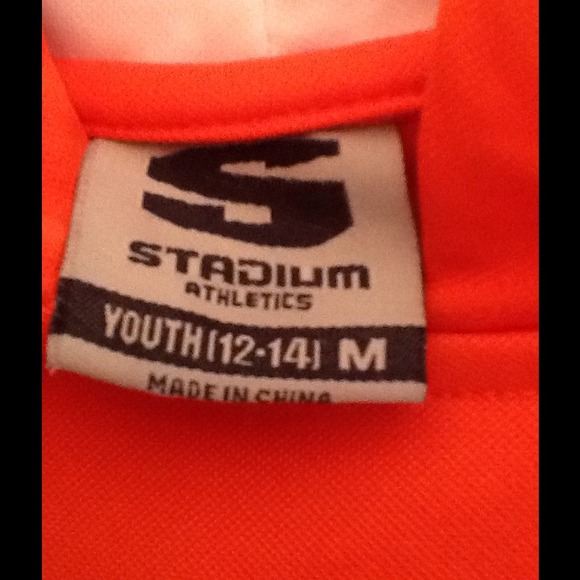 S
STADIUM
ATHLETICS
YOUTH (12-14) M
MADE IN CHINA